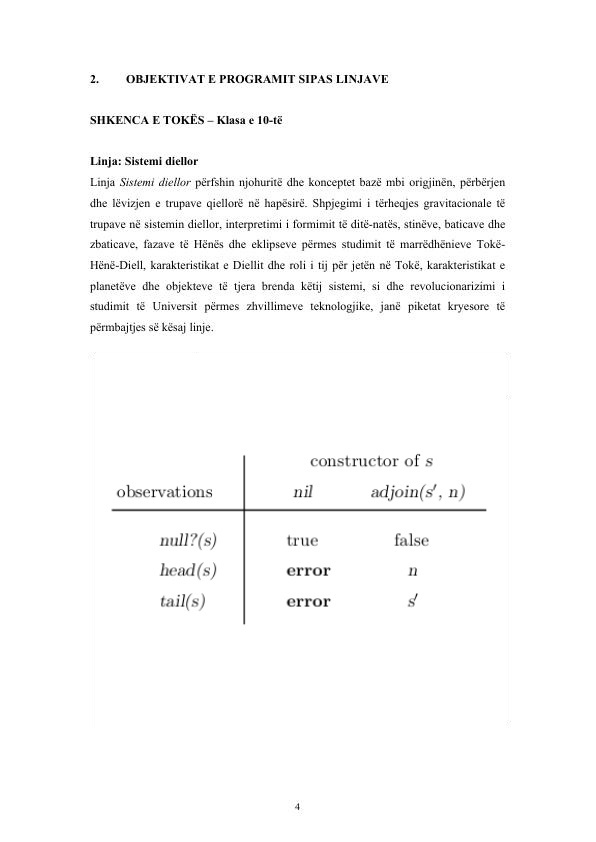 2. OBJEKTIVAT E PROGRAMIT SIPAS LINJAVE
SHKENCA E TOKËS – Klasa e 10-të
Linja: Sistemi diellor
Linja Sistemi diellor përfshin njohuritë dhe konceptet bazë mbi origjinën, përbërjen
dhe lëvizjen e trupave qiellorë në hapësirë. Shpjegimi i tërheqjes gravitacionale të
trupave në sistemin diellor, interpretimi i formimit të ditë-natës, stinëve, baticave dhe
zbaticave, fazave të Hënës dhe eklipseve përmes studimit të marrëdhënieve Tokë-
Hënë-Diell, karakteristikat e Diellit dhe roli i tij për jetën në Tokë, karakteristikat e
planetëve dhe objekteve të tjera brenda këtij sistemi, si dhe revolucionarizimi i
studimit të Universit përmes zhvillimeve teknologjike, janë piketat kryesore të
përmbajtjes së kësaj linje.
constructor of s
observations nil adjoin(s′, n)
null?(s) true false
head(s) error n
tail(s) error s′
4